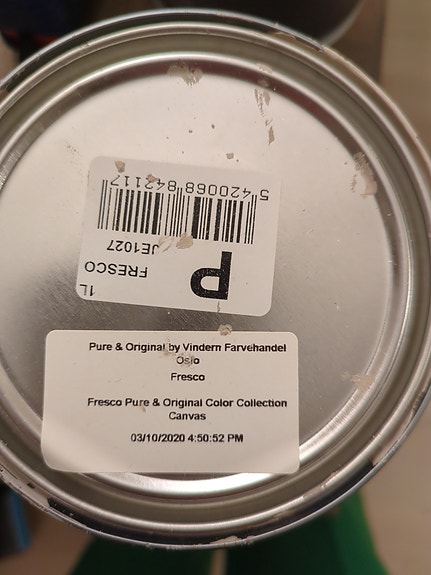 5 420068 842117
JE1027
FRESCO
P
1L
Pure & Original by Vindern Farvehandel
Oslo
Fresco
Fresco Pure & Original Color Collection
Canvas
03/10/2020 4:50:52 PM